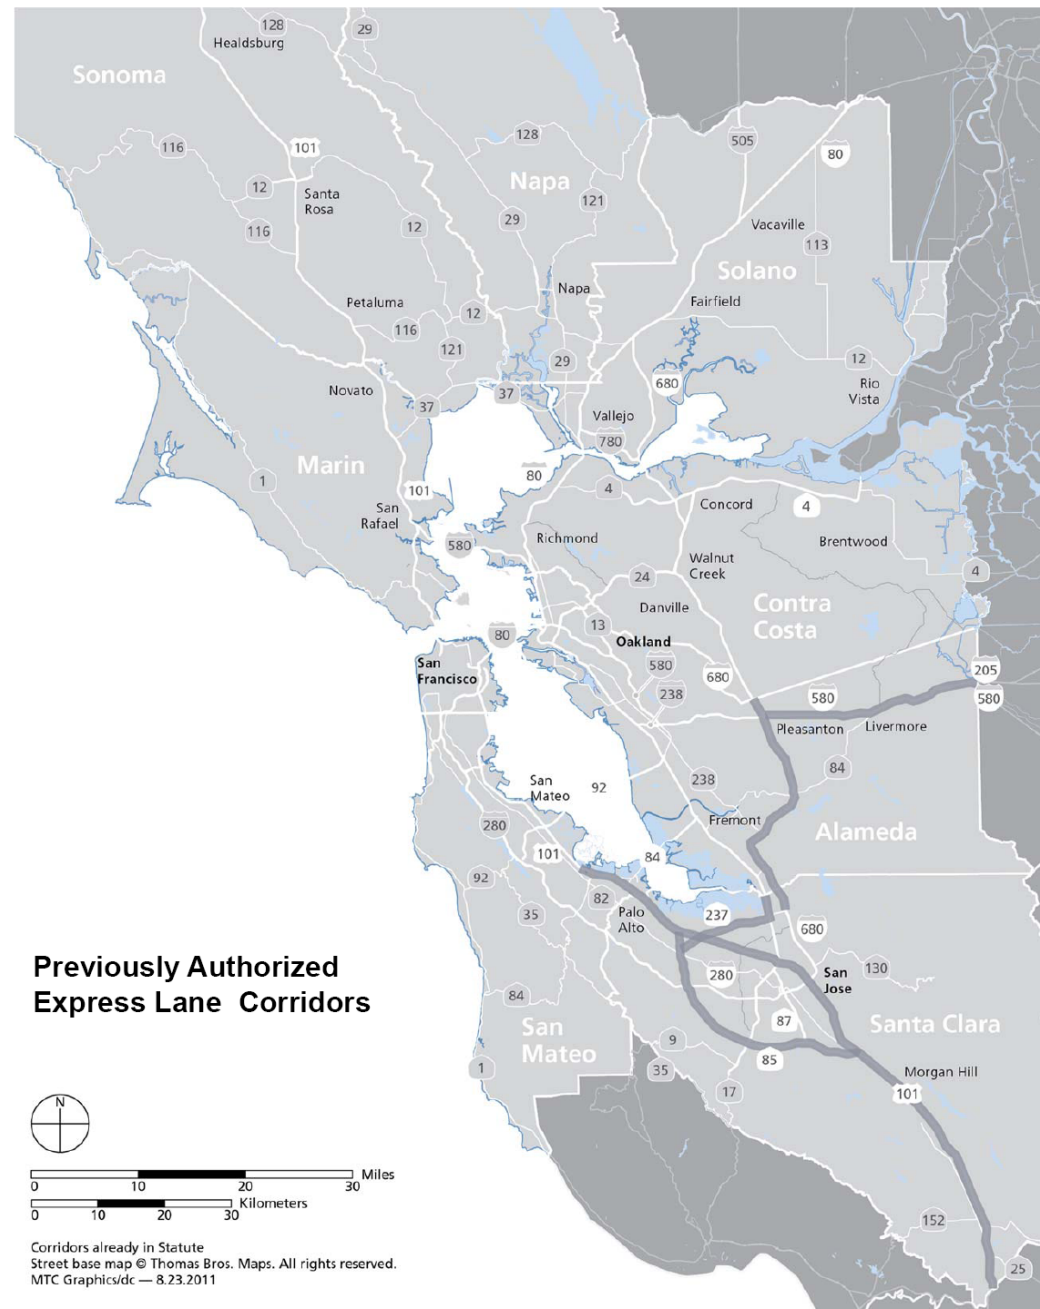 128
29
Healdsburg
Sonoma
116
101
128
505
80
12
Santa
Rosa
Napa
121
116
12
29
Vacaville
113
Solano
Napa
Petaluma
Fairfield
12
116
121
29
12
680
Rio
Vista
Novato
37
37
Vallejo
780
Marin
1
101
80
4
Concord
4
San
Rafael
580
Richmond
Brentwood
Walnut
Creek
24
4
Danville
Contra
Costa
13
80
Oakland
San
Francisco
580
680
205
238
580
580
Pleasanton
Livermore
84
238
San
Mateo
92
Fremont
Alameda
280
101
84
92
82
35
Palo
Alto
237
680
Previously Authorized
Express Lane  Corridors
280
San
Jose
130
84
87
Santa Clara
San
Mateo
9
85
1
35
Morgan Hill
17
101
N
Miles
0
10
20
30
Kilometers
0
10
20
30
152
25
Corridors already in Statute
Street base map © Thomas Bros. Maps. All rights reserved.
MTC Graphics/dc — 8.23.2011